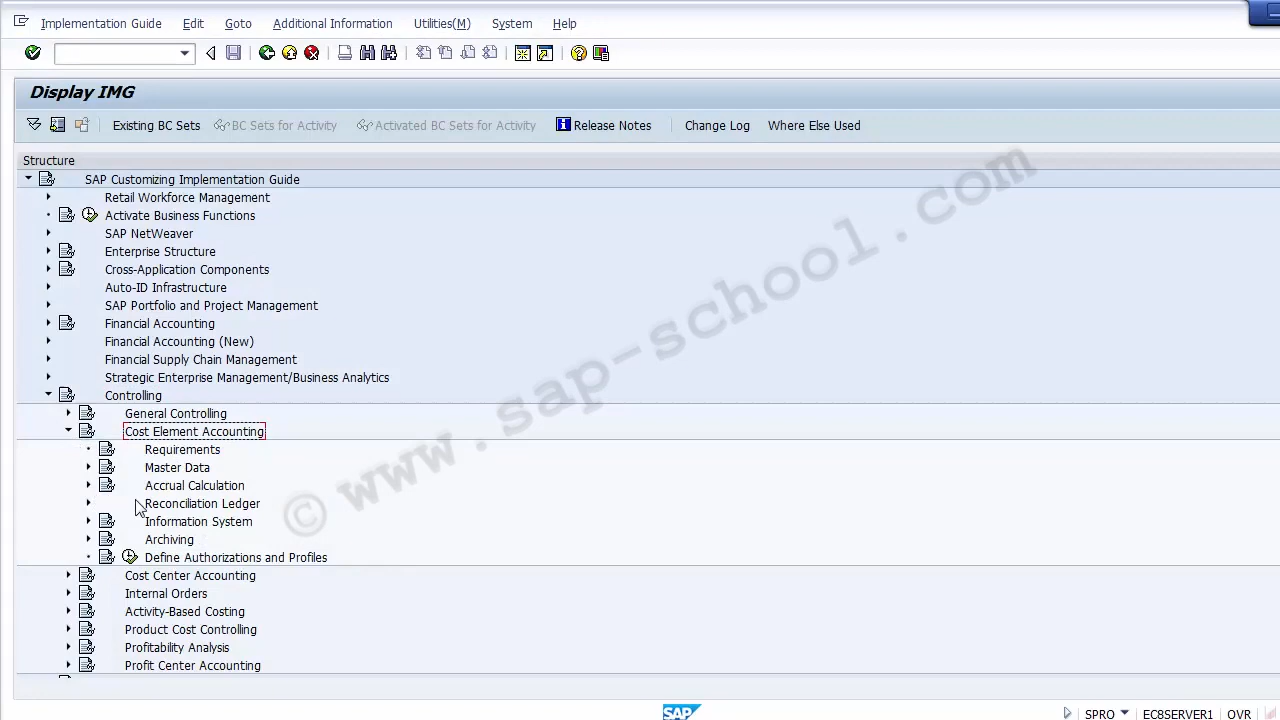 Implementation Guide Edit Goto Additional Information Utilities(M) System Help
Display IMG
Existing BC Sets BC Sets for Activity Activated BC Sets for Activity Release Notes Change Log Where Else Used
Structure
SAP Customizing Implementation Guide
Retail Workforce Management
Activate Business Functions
SAP NetWeaver
Enterprise Structure
Cross-Application Components
Auto-ID Infrastructure
SAP Portfolio and Project Management
Financial Accounting
Financial Accounting (New)
Financial Supply Chain Management
Strategic Enterprise Management/Business Analytics
Controlling
General Controlling
Cost Element Accounting
Requirements
Master Data
Accrual Calculation
Reconciliation Ledger
Information System
Archiving
Define Authorizations and Profiles
Cost Center Accounting
Internal Orders
Activity-Based Costing
Product Cost Controlling
Profitability Analysis
Profit Center Accounting
© www.sap-school.com
SAP SPRO EC8SERVER1 OVR